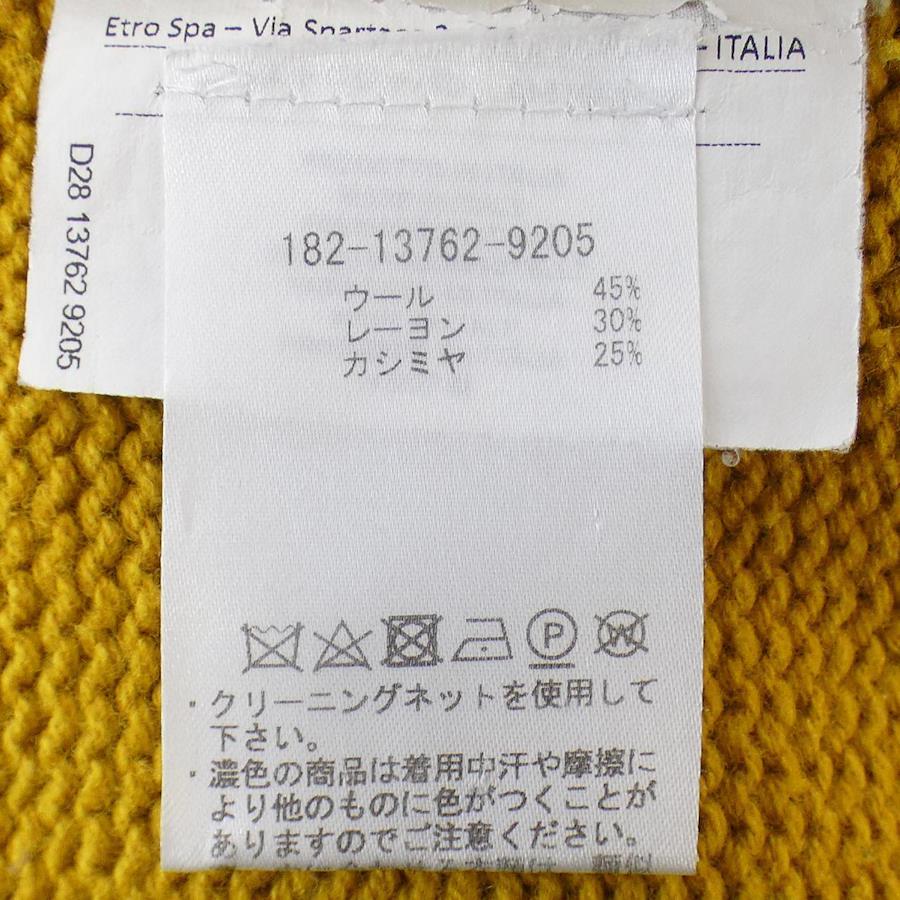 Etro Spa – Via
- ITALIA
D28 13762 9205
182-13762-9205
ウール 45%
レーヨン 30%
カシミヤ 25%
P
W
・クリーニングネットを使用して
下さい。
・濃色の商品は着用中汗や摩擦に
より他のものに色がつくことが
ありますのでご注意ください。